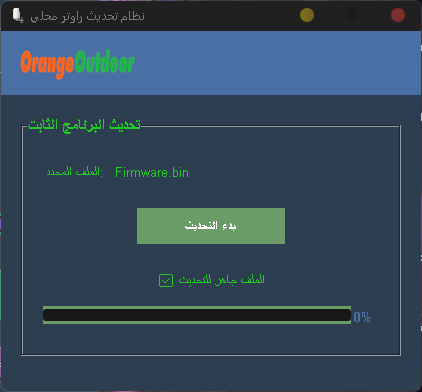 نظام تحديث راوتر محلي
OrangeOutdoor
تحديث البرنامج الثابت
الملف المحدد: Firmware.bin
بدء التحديث
الملف جاهز للتحديث
0%